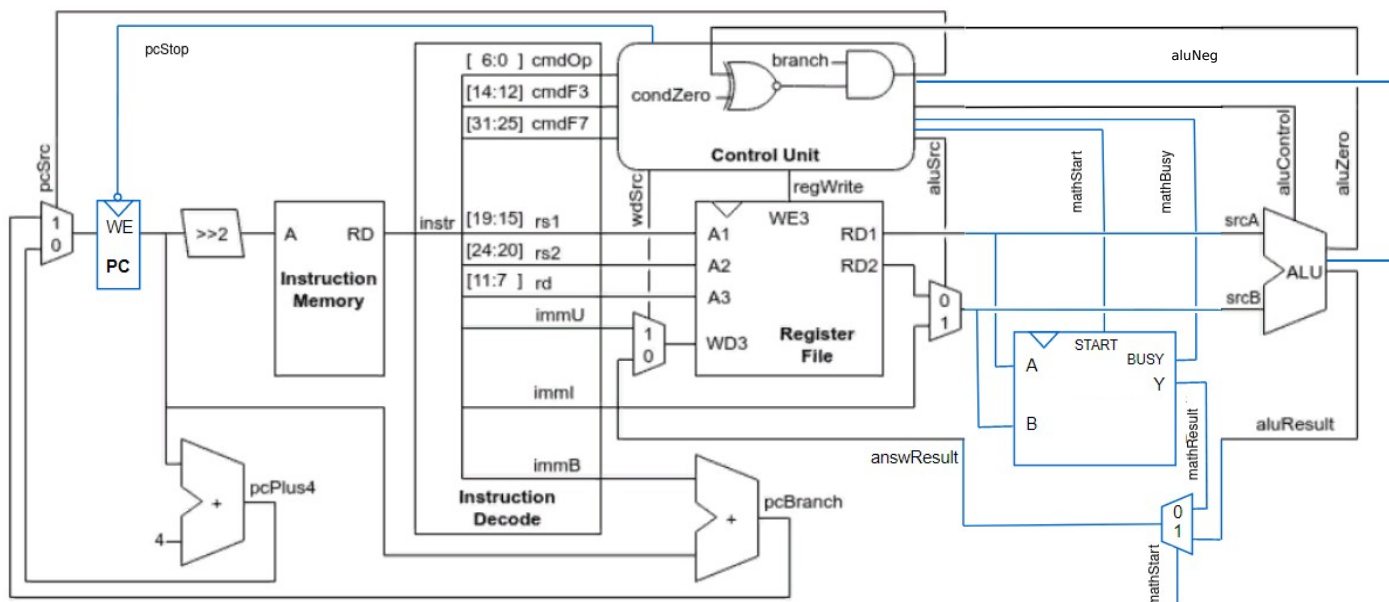 pcStop
aluNeg
[ 6:0 ] cmdOp
[14:12] cmdF3
[31:25] cmdF7
branch
condZero
Control Unit
pcSrc
wdSrc
regWrite
aluSrc
mathStart
mathBusy
aluControl
aluZero
1
0
WE
PC
>>2
A
RD
Instruction
Memory
instr
[19:15] rs1
[24:20] rs2
[11:7 ] rd
immU
immI
immB
Instruction
Decode
1
0
WE3
A1
A2
A3
WD3
RD1
RD2
Register
File
0
1
srcA
srcB
ALU
START
BUSY
A
Y
B
mathResult
aluResult
answResult
0
1
mathStart
pcPlus4
+
4
pcBranch
+